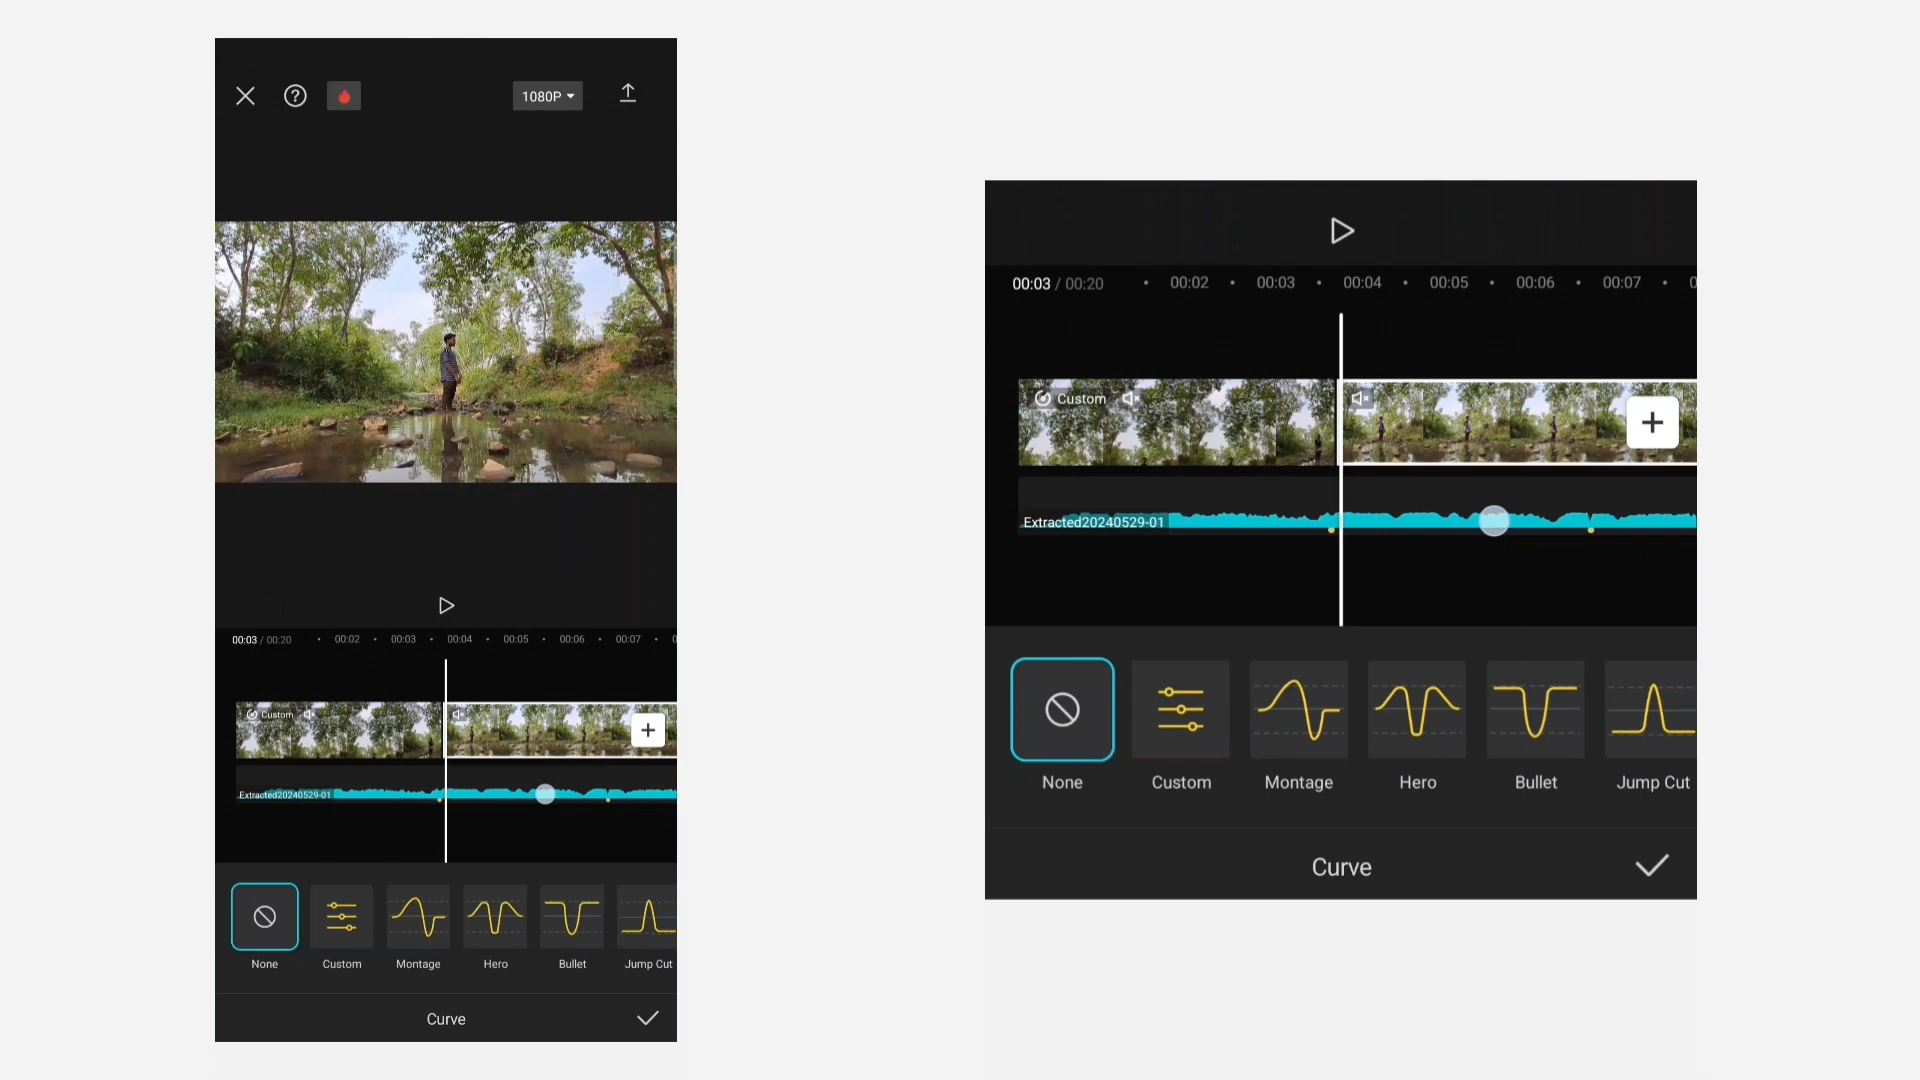 1080P
00:03 / 00:20 00:02 00:03 00:04 00:05 00:06 00:07 0
Custom
Extracted20240529-01
None Custom Montage Hero Bullet Jump Cut
Curve
00:03 / 00:20 00:02 00:03 00:04 00:05 00:06 00:07 0
Custom
Extracted20240529-01
None Custom Montage Hero Bullet Jump Cut
Curve